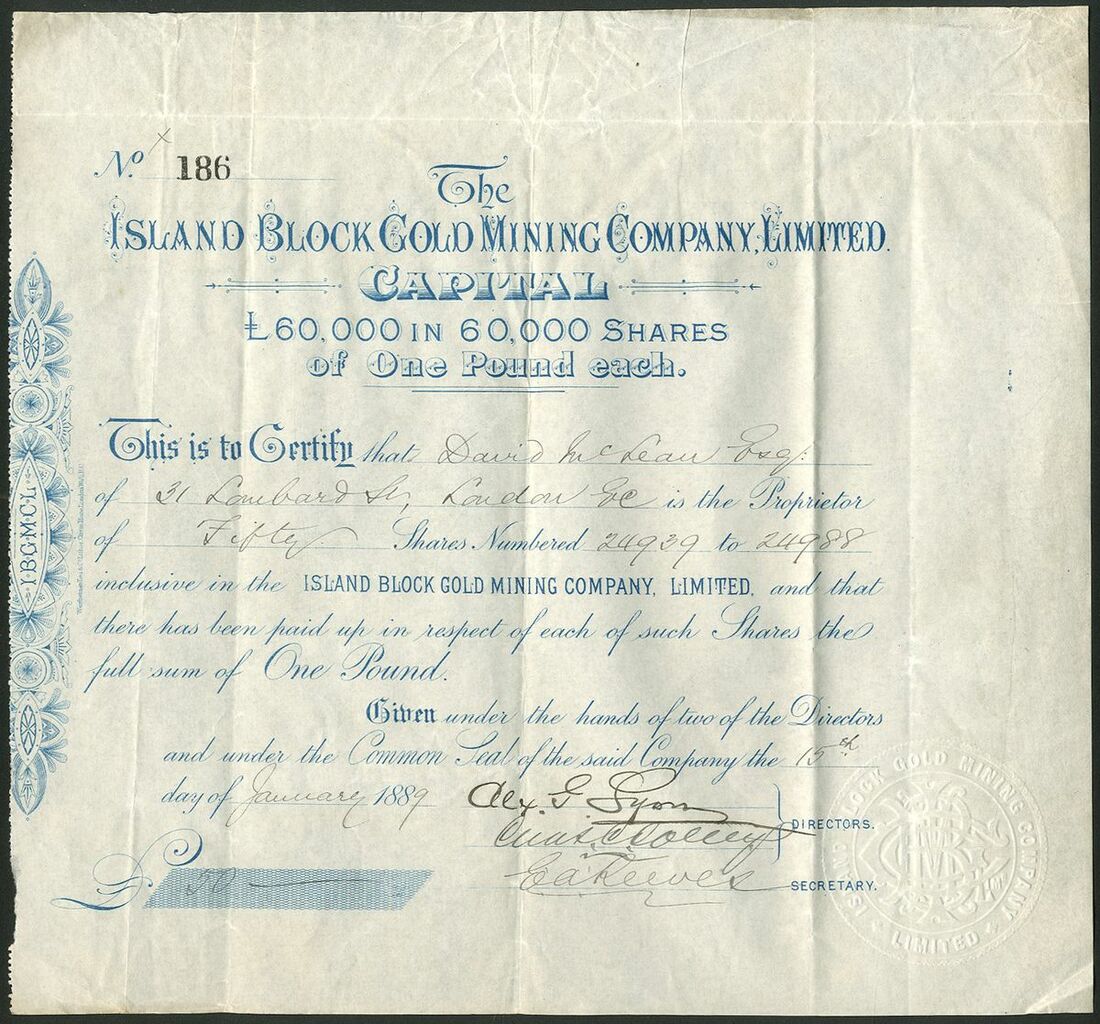 No. 186
The
ISLAND BLOCK GOLD MINING COMPANY, LIMITED.
CAPITAL
£60,000 IN 60,000 SHARES
of One Pound each.
This is to Certify that David McLean Esq.
of 31 Lombard St, London EC is the Proprietor
of Fifty Shares Numbered 24939 to 24988
inclusive in the ISLAND BLOCK GOLD MINING COMPANY, LIMITED, and that
there has been paid up in respect of each of such Shares the
full sum of One Pound.
Given under the hands of two of the Directors
and under the Common Seal of the said Company the 15th
day of January 1889
Alex. G Lyon
DIRECTORS.
SECRETARY.
£ 50
I.B.G.M.C.L.
ISLAND BLOCK GOLD MINING COMPANY
LIMITED